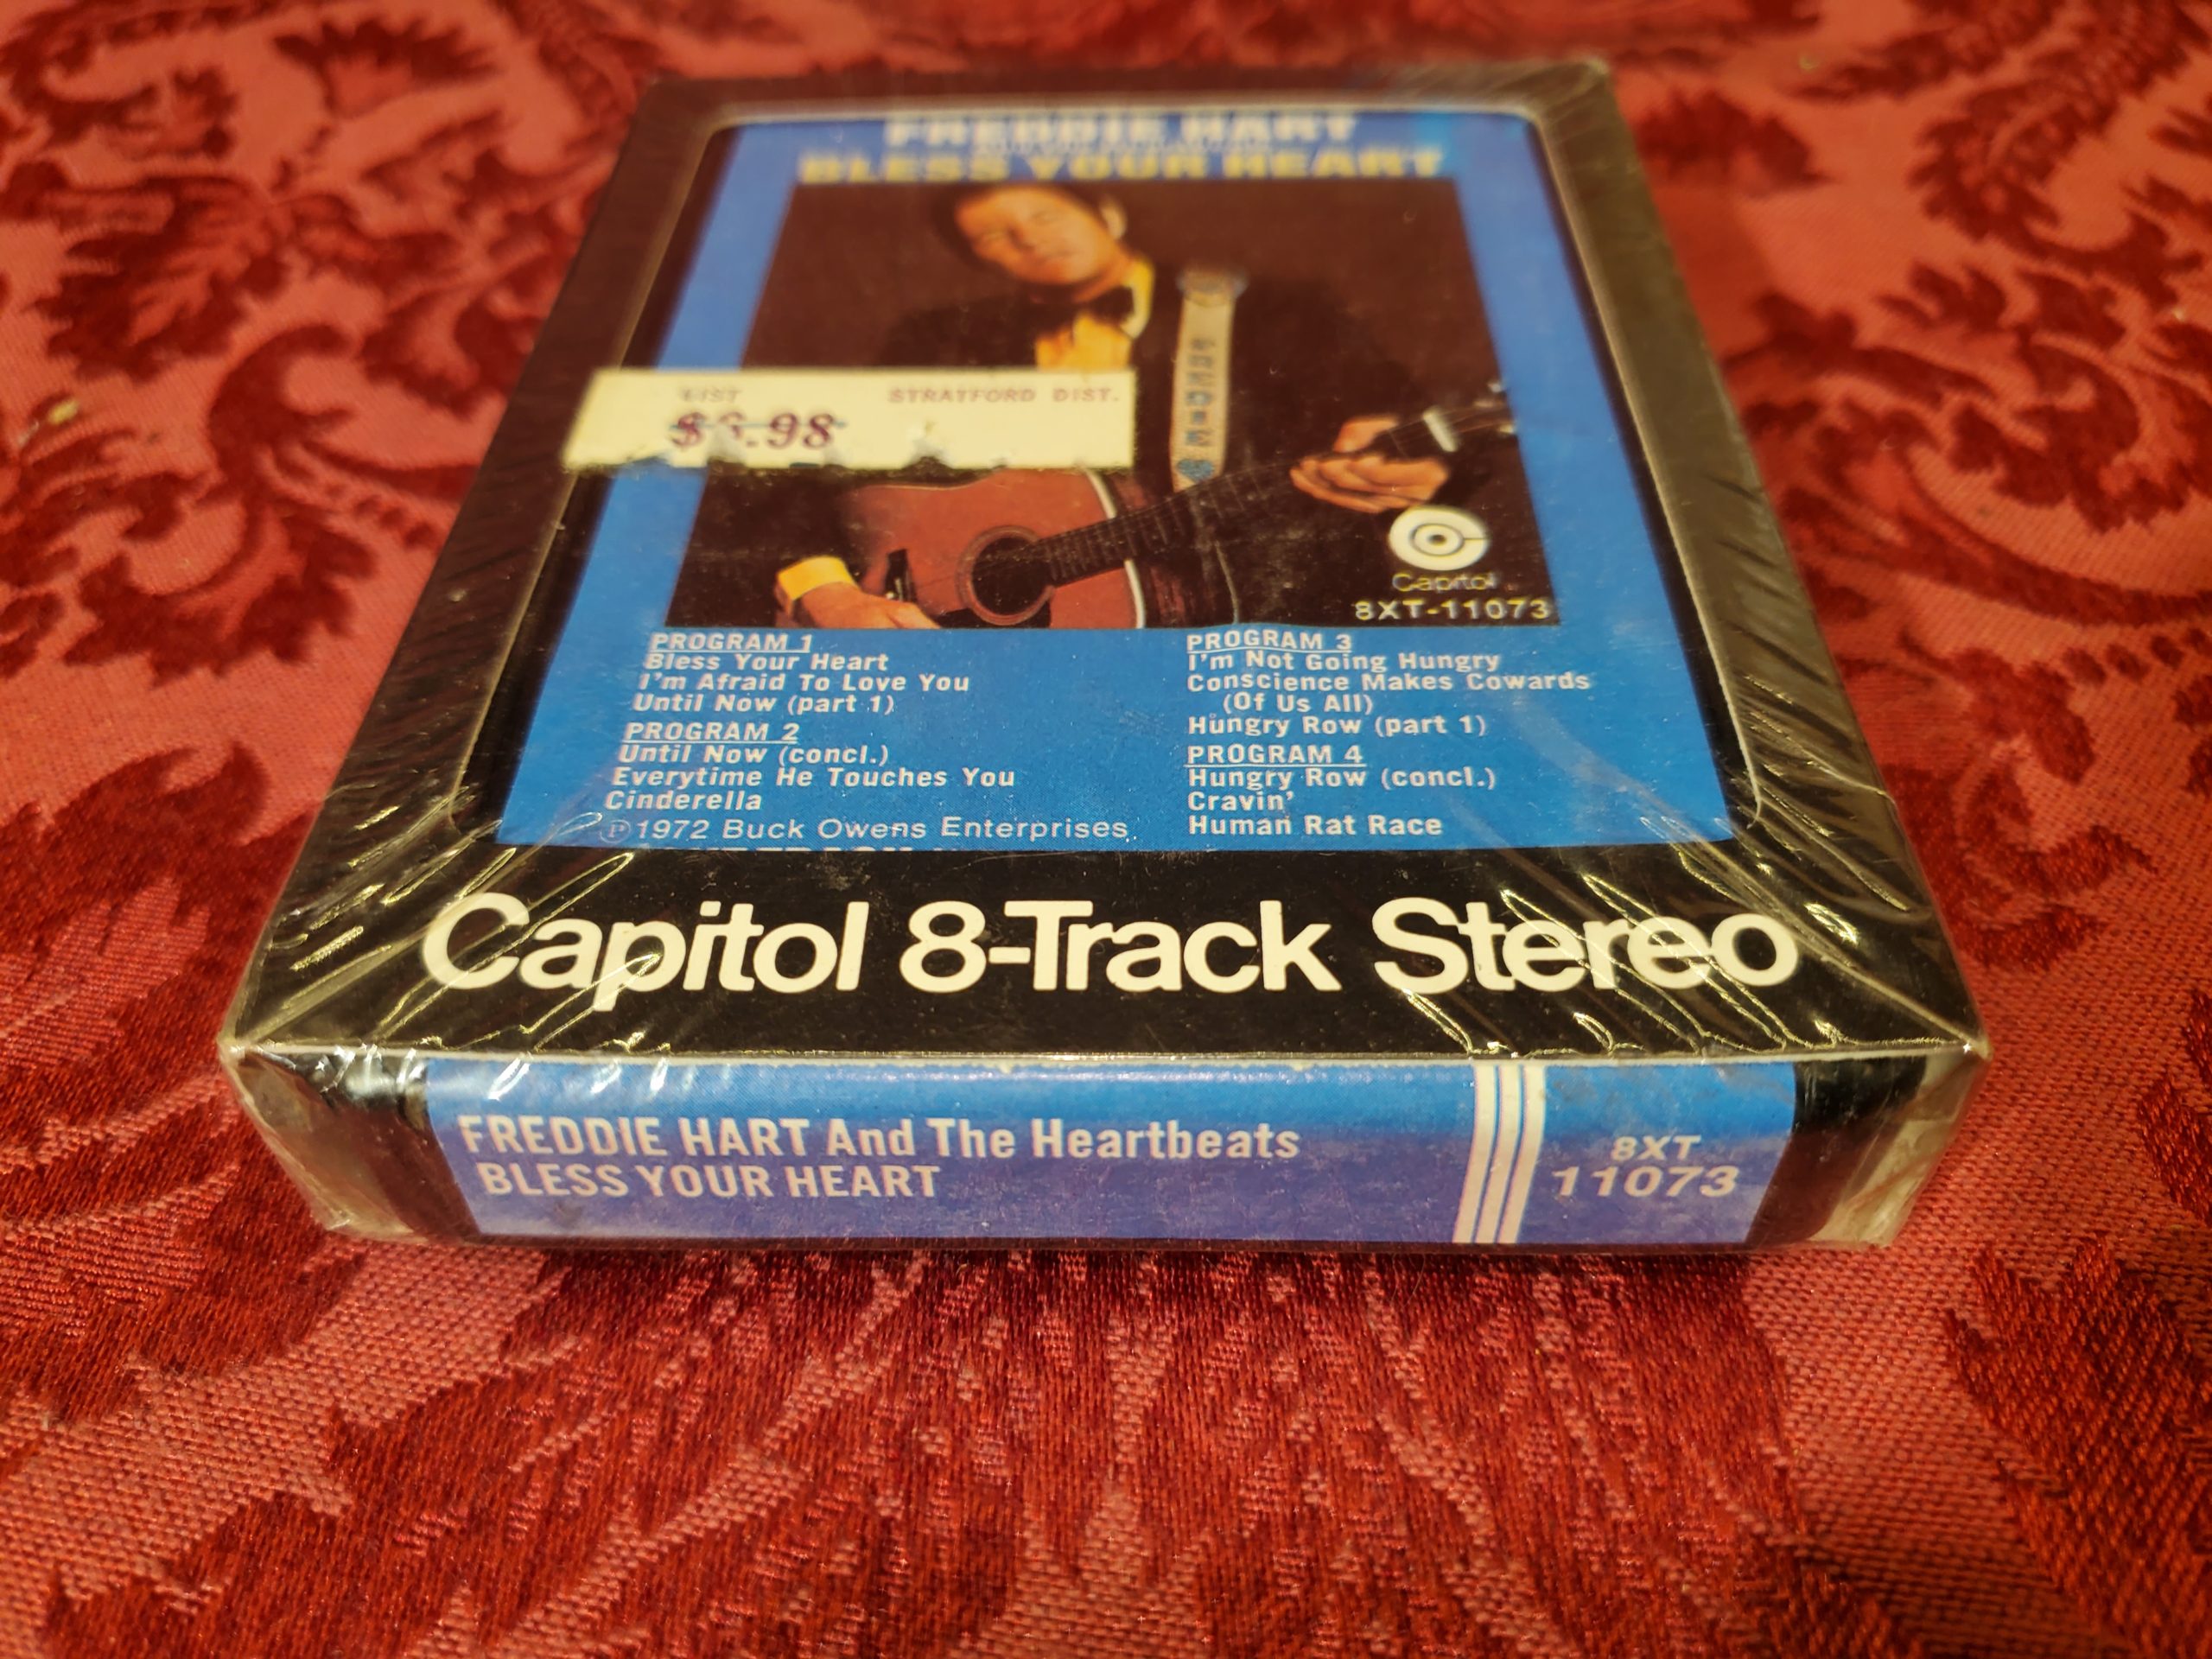 FREDDIE HART
BLESS YOUR HEART
LIST STRATFORD DIST.
$6.98
FREDDIE
Capitol
8XT-11073
PROGRAM 1
Bless Your Heart
I'm Afraid To Love You
Until Now (part 1)
PROGRAM 2
Until Now (concl.)
Everytime He Touches You
Cinderella
℗1972 Buck Owens Enterprises
PROGRAM 3
I'm Not Going Hungry
Conscience Makes Cowards
(Of Us All)
Hungry Row (part 1)
PROGRAM 4
Hungry Row (concl.)
Cravin'
Human Rat Race
Capitol 8-Track Stereo
FREDDIE HART And The Heartbeats
BLESS YOUR HEART
8XT
11073